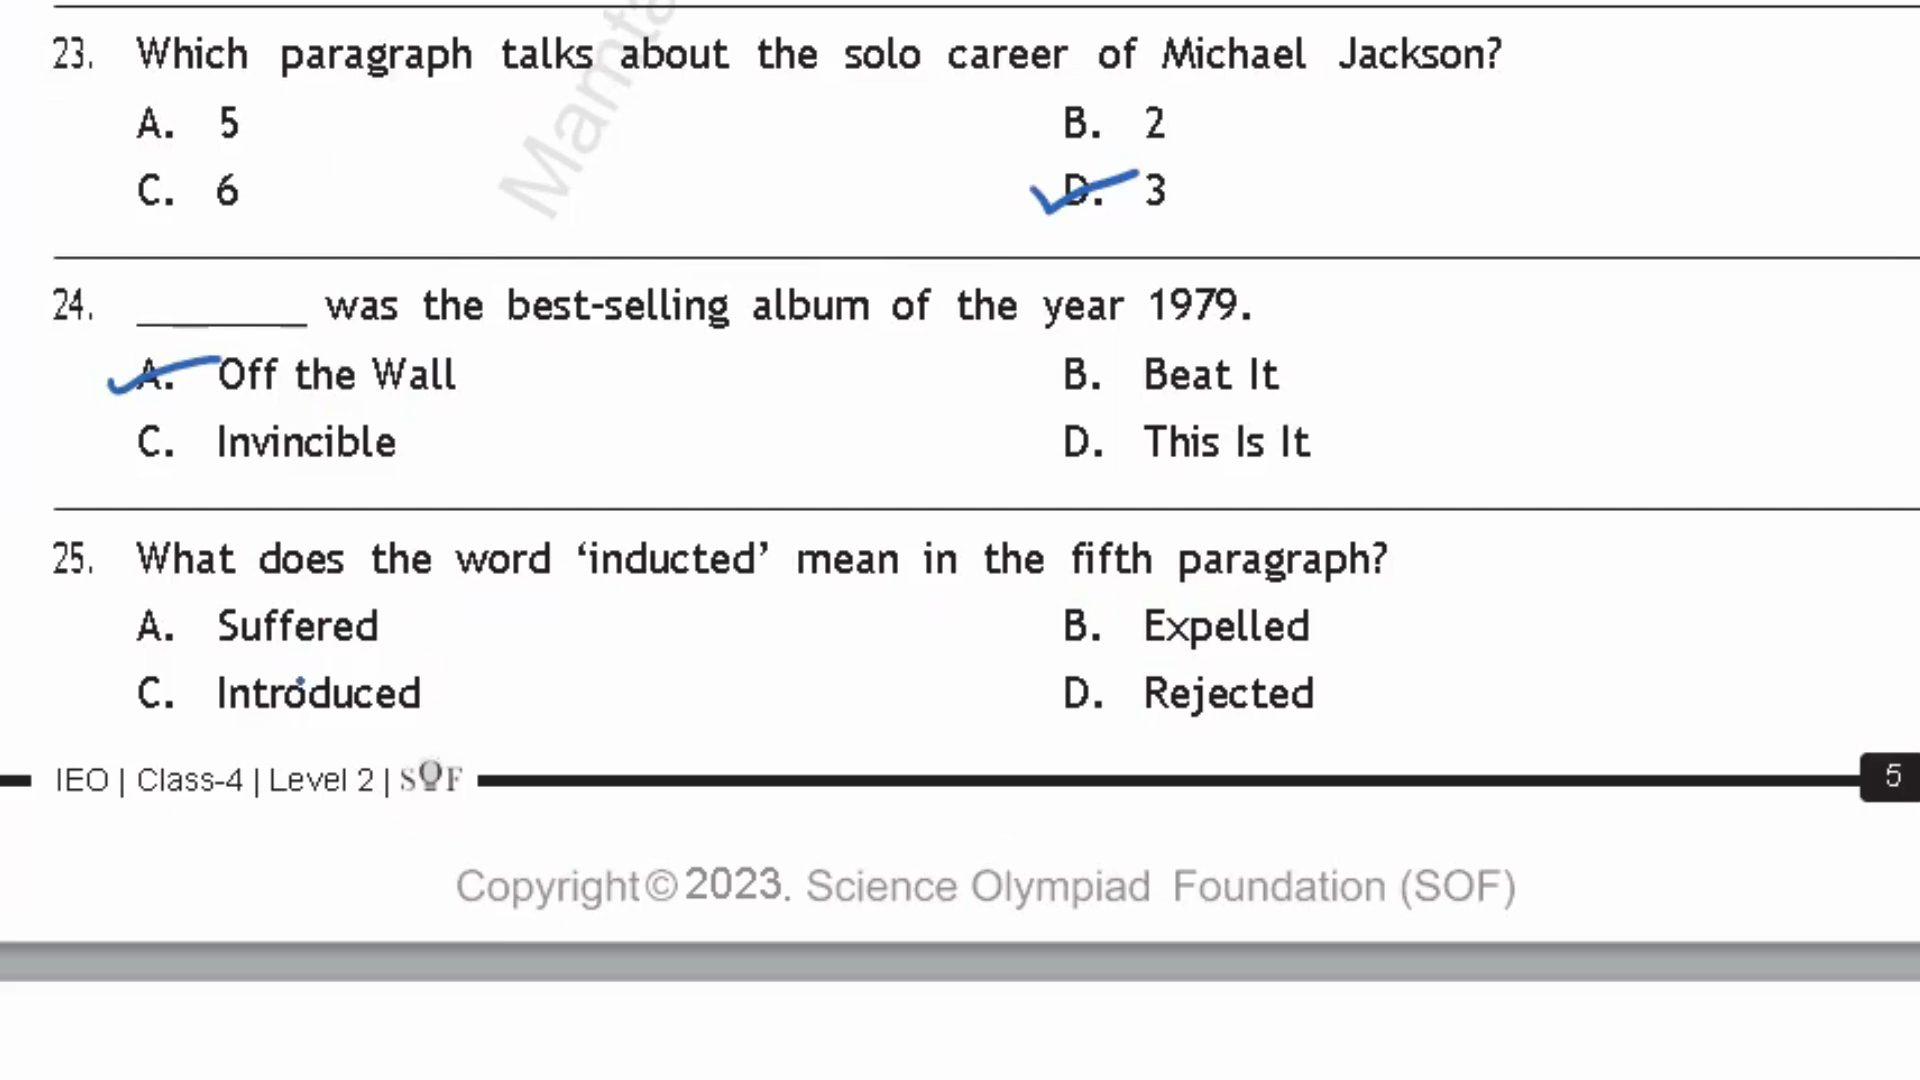 23. Which paragraph talks about the solo career of Michael Jackson?
A. 5 B. 2
C. 6 D. 3
24. ________ was the best-selling album of the year 1979.
A. Off the Wall B. Beat It
C. Invincible D. This Is It
25. What does the word ‘inducted’ mean in the fifth paragraph?
A. Suffered B. Expelled
C. Introduced D. Rejected
IEO | Class-4 | Level 2 | SOF 5
Copyright© 2023. Science Olympiad Foundation (SOF)